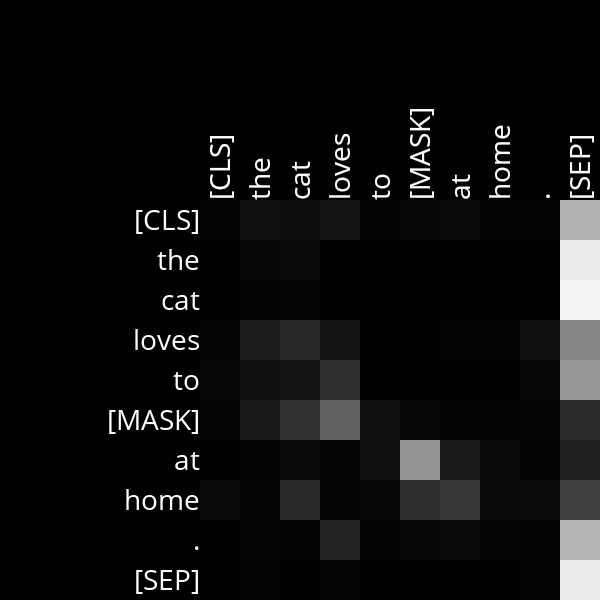 [CLS] the cat loves to [MASK] at home . [SEP]
[CLS]
the
cat
loves
to
[MASK]
at
home
.
[SEP]